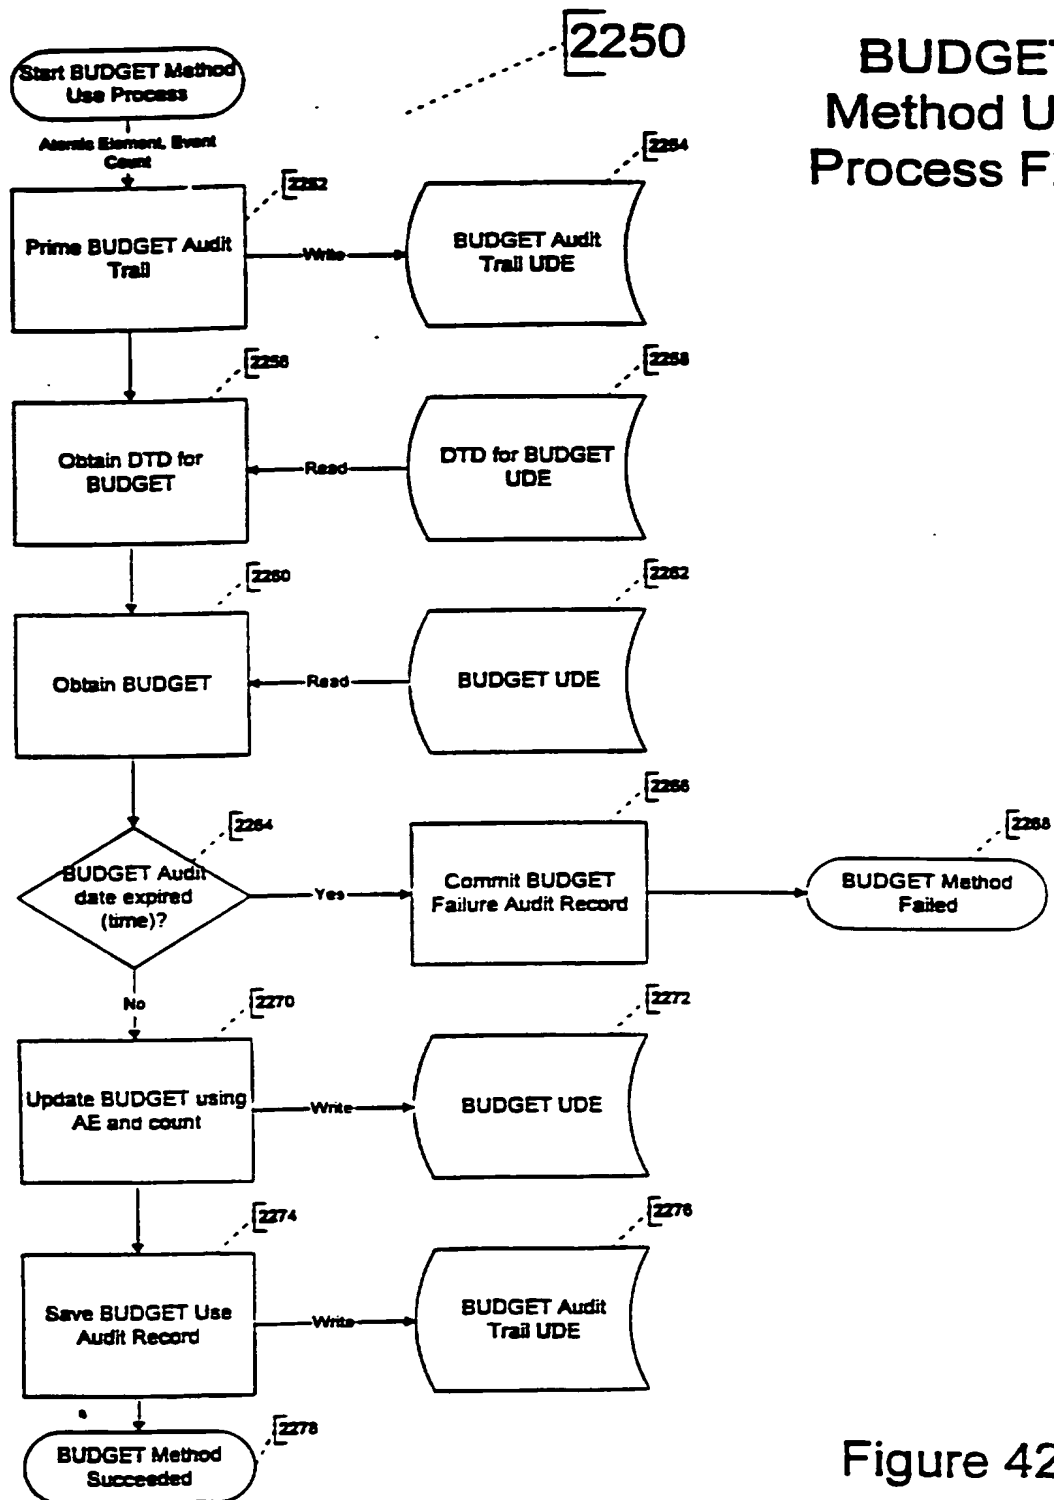 2250
BUDGET
Method U
Process F
Start BUDGET Method
Use Process
Atomic Element, Event
Count
2252
2254
Prime BUDGET Audit
Trail
Write
BUDGET Audit
Trail UDE
2256
2258
Obtain DTD for
BUDGET
Read
DTD for BUDGET
UDE
2260
2262
Obtain BUDGET
Read
BUDGET UDE
2264
2266
2268
BUDGET Audit
date expired
(time)?
Yes
Commit BUDGET
Failure Audit Record
BUDGET Method
Failed
No
2270
2272
Update BUDGET using
AE and count
Write
BUDGET UDE
2274
2276
Save BUDGET Use
Audit Record
Write
BUDGET Audit
Trail UDE
2278
BUDGET Method
Succeeded
Figure 42